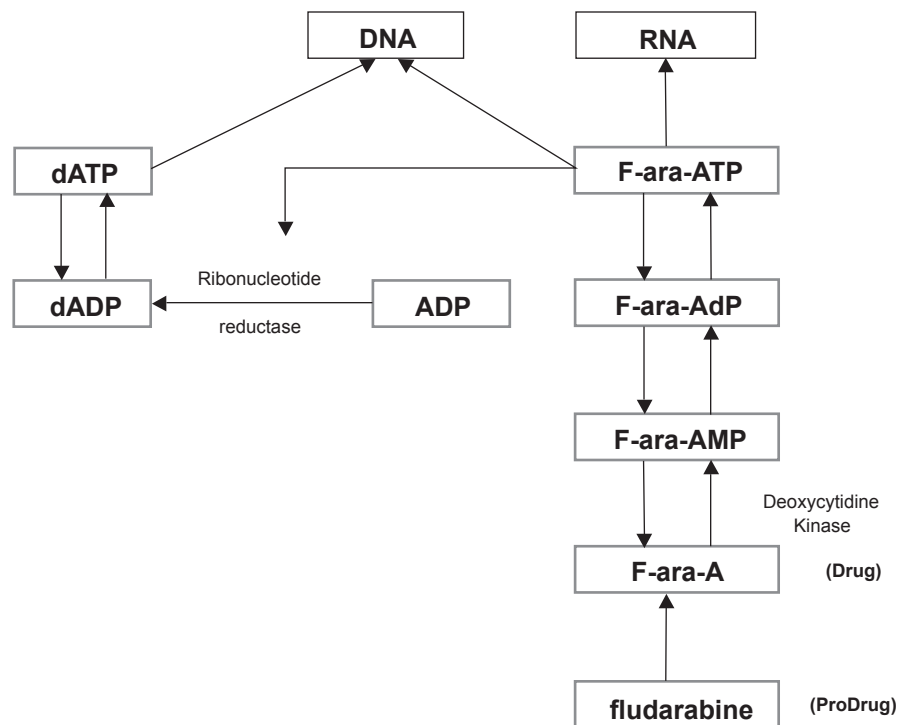 DNA
RNA
dATP
F-ara-ATP
Ribonucleotide
reductase
dADP
ADP
F-ara-AdP
F-ara-AMP
Deoxycytidine
Kinase
F-ara-A
(Drug)
fludarabine
(ProDrug)